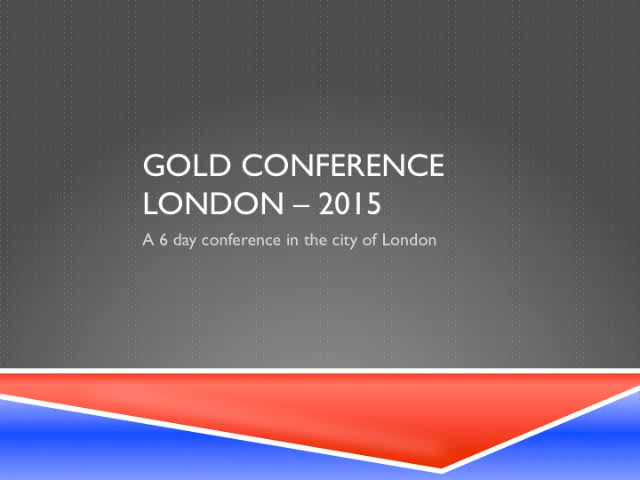 GOLD CONFERENCE
LONDON – 2015
A 6 day conference in the city of London